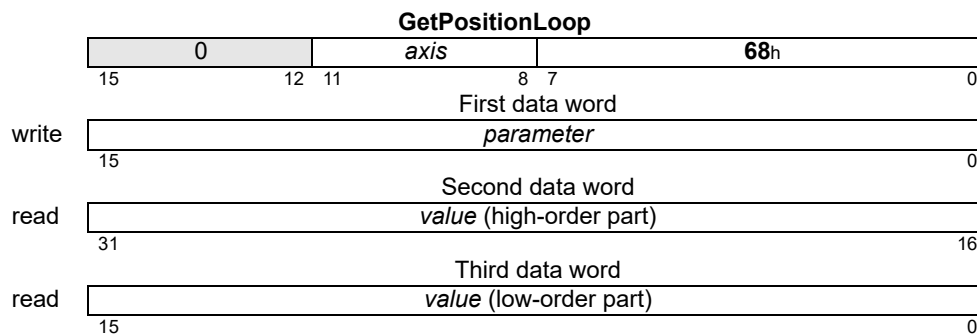 GetPositionLoop
0 axis 68h
15 12 11 8 7 0
First data word
write parameter
15 0
Second data word
read value (high-order part)
31 16
Third data word
read value (low-order part)
15 0